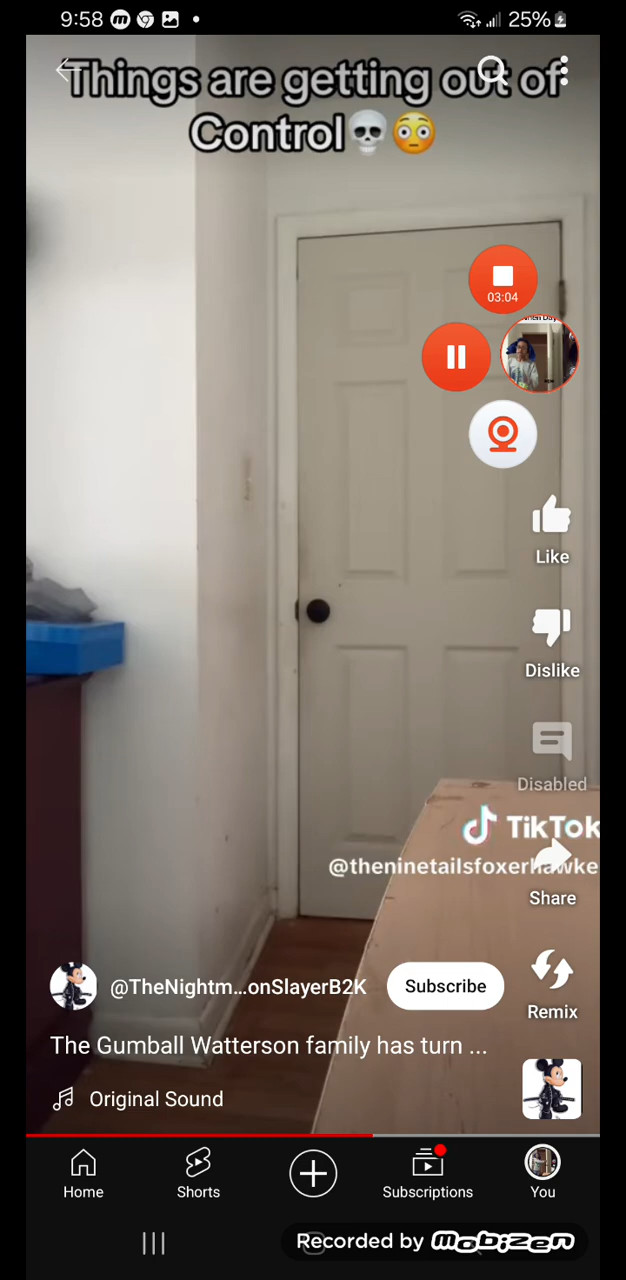 9:58
25%
Things are getting out of
Control💀😳
03:04
Like
Dislike
Disabled
TikTok
@theninetailsfoxerhawke
Share
@TheNightm...onSlayerB2K
Subscribe
Remix
The Gumball Watterson family has turn ...
Original Sound
Home
Shorts
Subscriptions
You
Recorded by mobizen